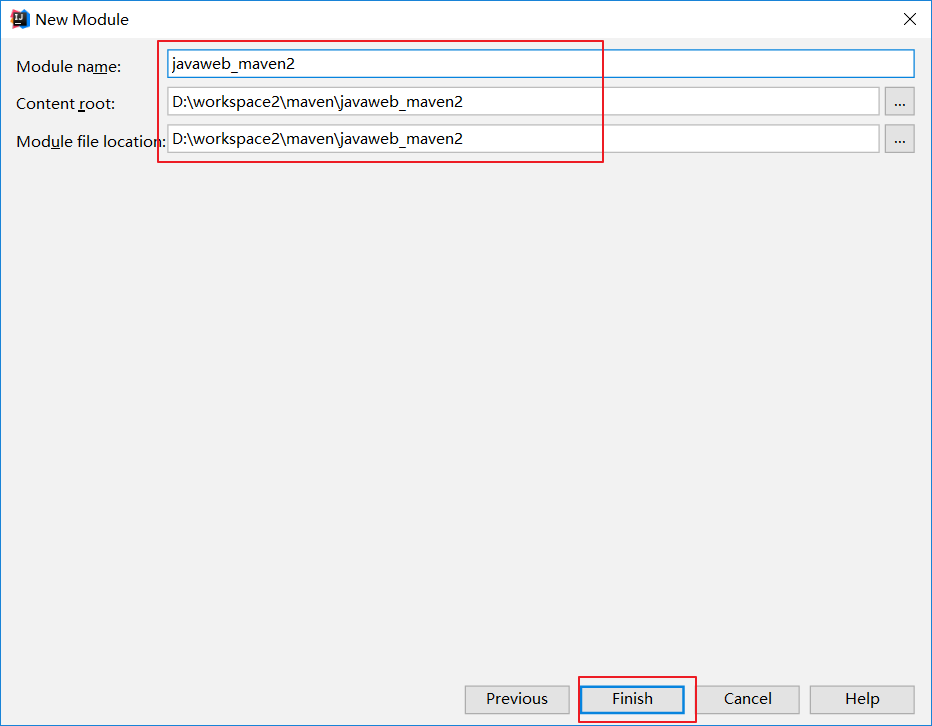 New Module
Module name: javaweb_maven2
Content root: D:\workspace2\maven\javaweb_maven2 ...
Module file location: D:\workspace2\maven\javaweb_maven2 ...
Previous Finish Cancel Help